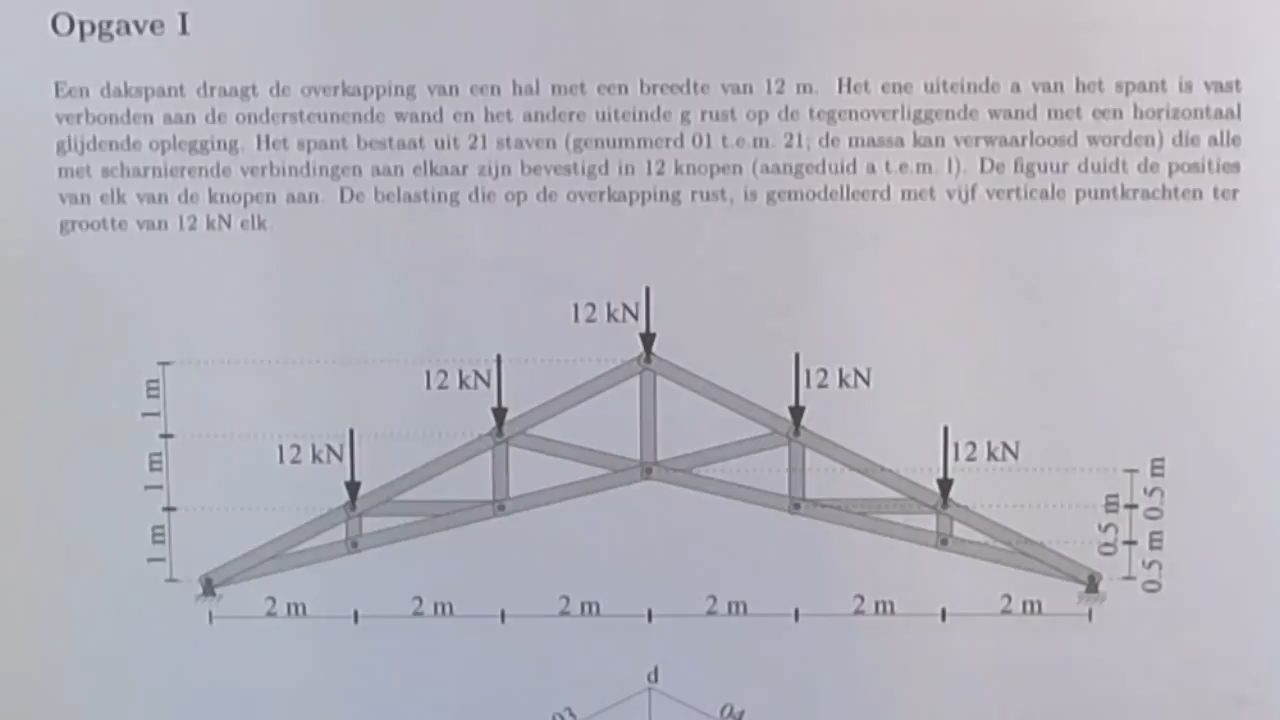 Opgave I
Een dakspant draagt de overkapping van een hal met een breedte van 12 m. Het ene uiteinde a van het spant is vast
verbonden aan de ondersteunende wand en het andere uiteinde g rust op de tegenoverliggende wand met een horizontaal
glijdende oplegging. Het spant bestaat uit 21 staven (genummerd 01 t.e.m. 21; de massa kan verwaarloosd worden) die alle
met scharnierende verbindingen aan elkaar zijn bevestigd in 12 knopen (aangeduid a t.e.m. l). De figuur duidt de posities
van elk van de knopen aan. De belasting die op de overkapping rust, is gemodelleerd met vijf verticale puntkrachten ter
grootte van 12 kN elk.
12 kN
12 kN
12 kN
12 kN
12 kN
1 m
1 m
1 m
0.5 m
0.5 m
0.5 m
2 m
2 m
2 m
2 m
2 m
2 m
d
03
04